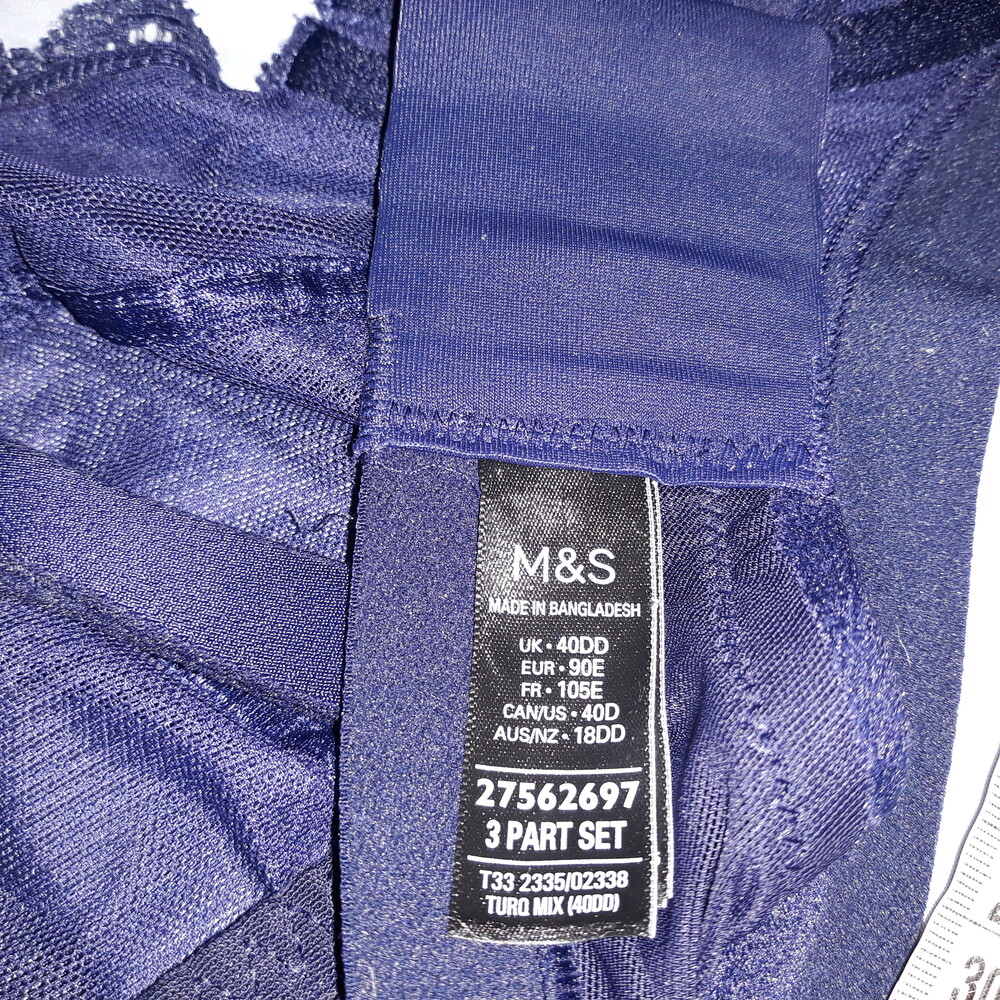 M&S
MADE IN BANGLADESH
UK • 40DD
EUR • 90E
FR • 105E
CAN/US • 40D
AUS/NZ • 18DD
27562697
3 PART SET
T33 2335/02338
TURQ MIX (40DD)